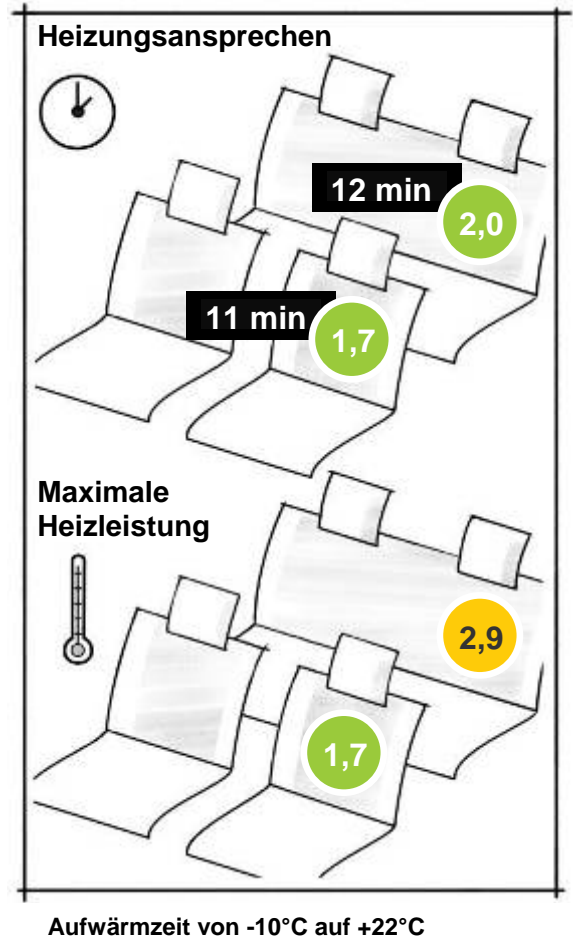 Heizungsansprechen
12 min
2,0
11 min
1,7
Maximale
Heizleistung
2,9
1,7
Aufwärmzeit von -10°C auf +22°C